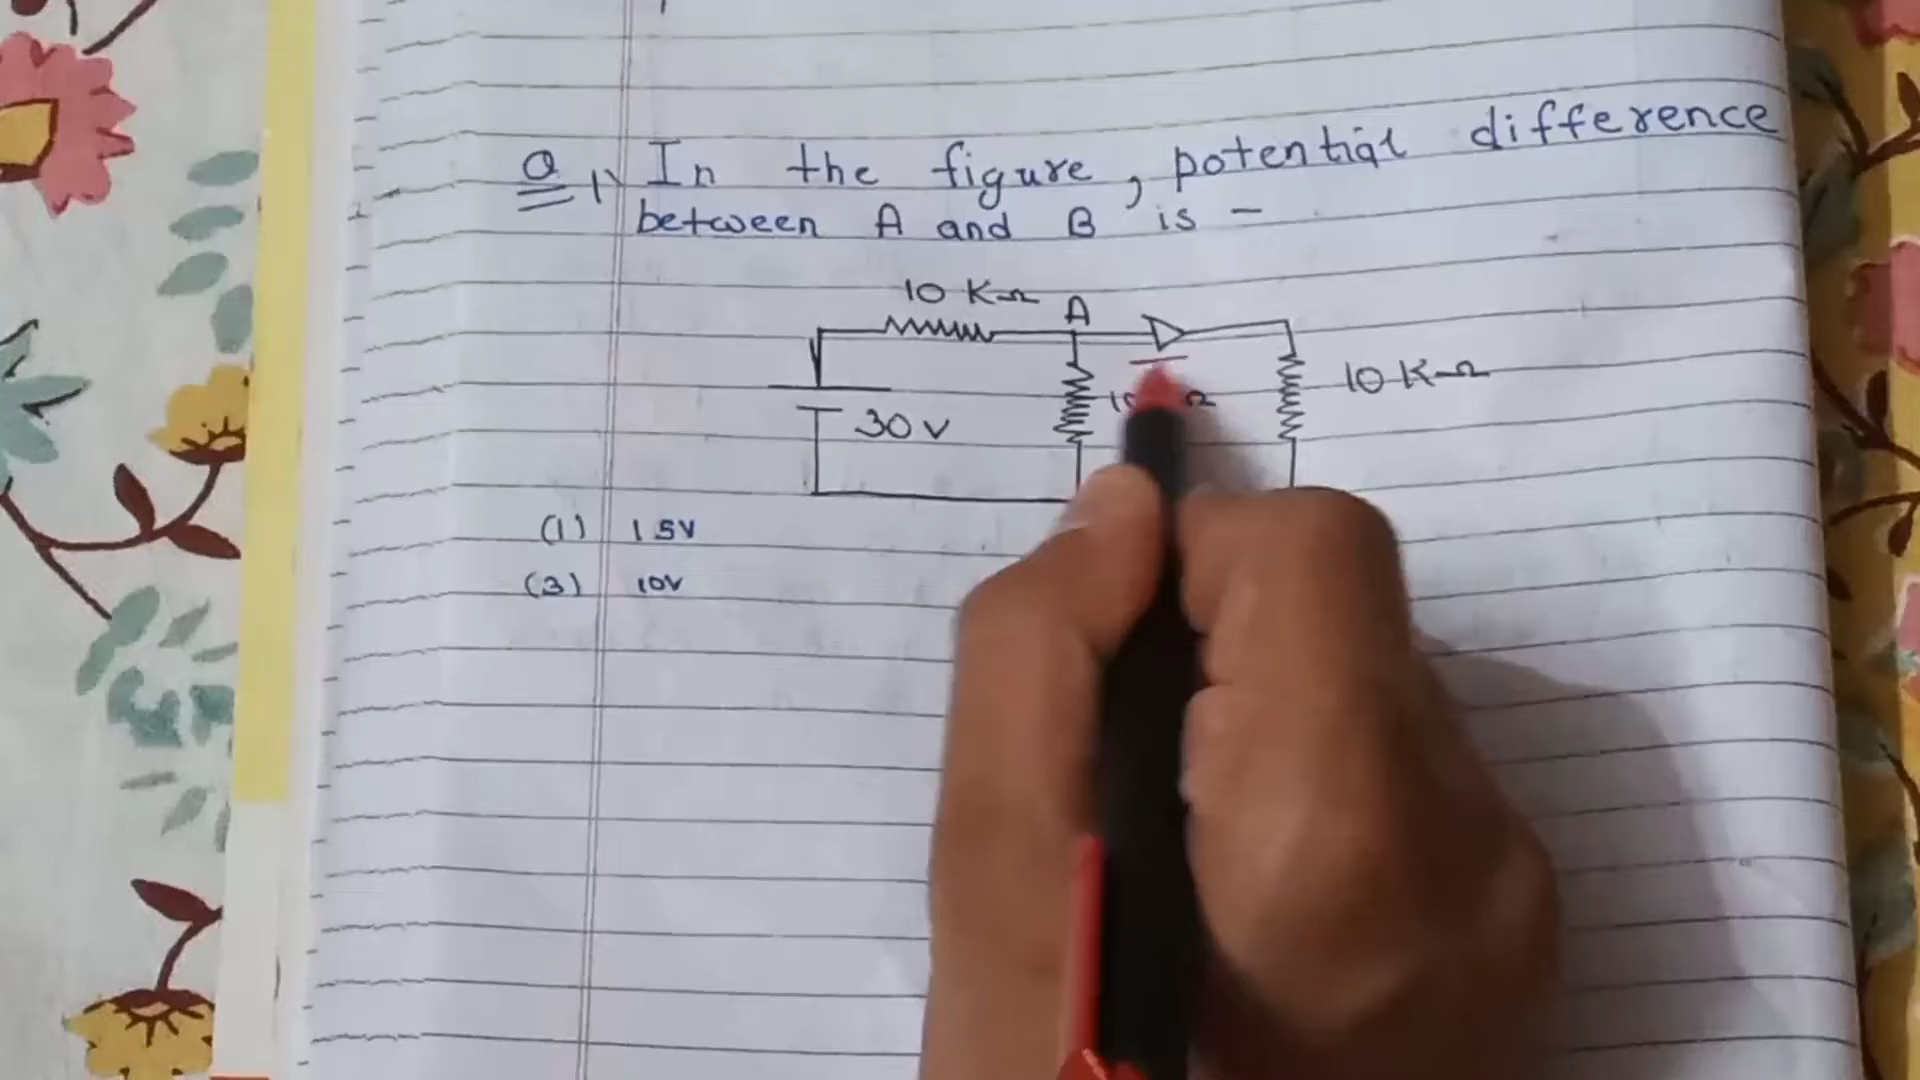 Q 1) In the figure, potential difference
between A and B is -
10 KΩ A
10 KΩ
30 V
(1) 15V
(3) 10V